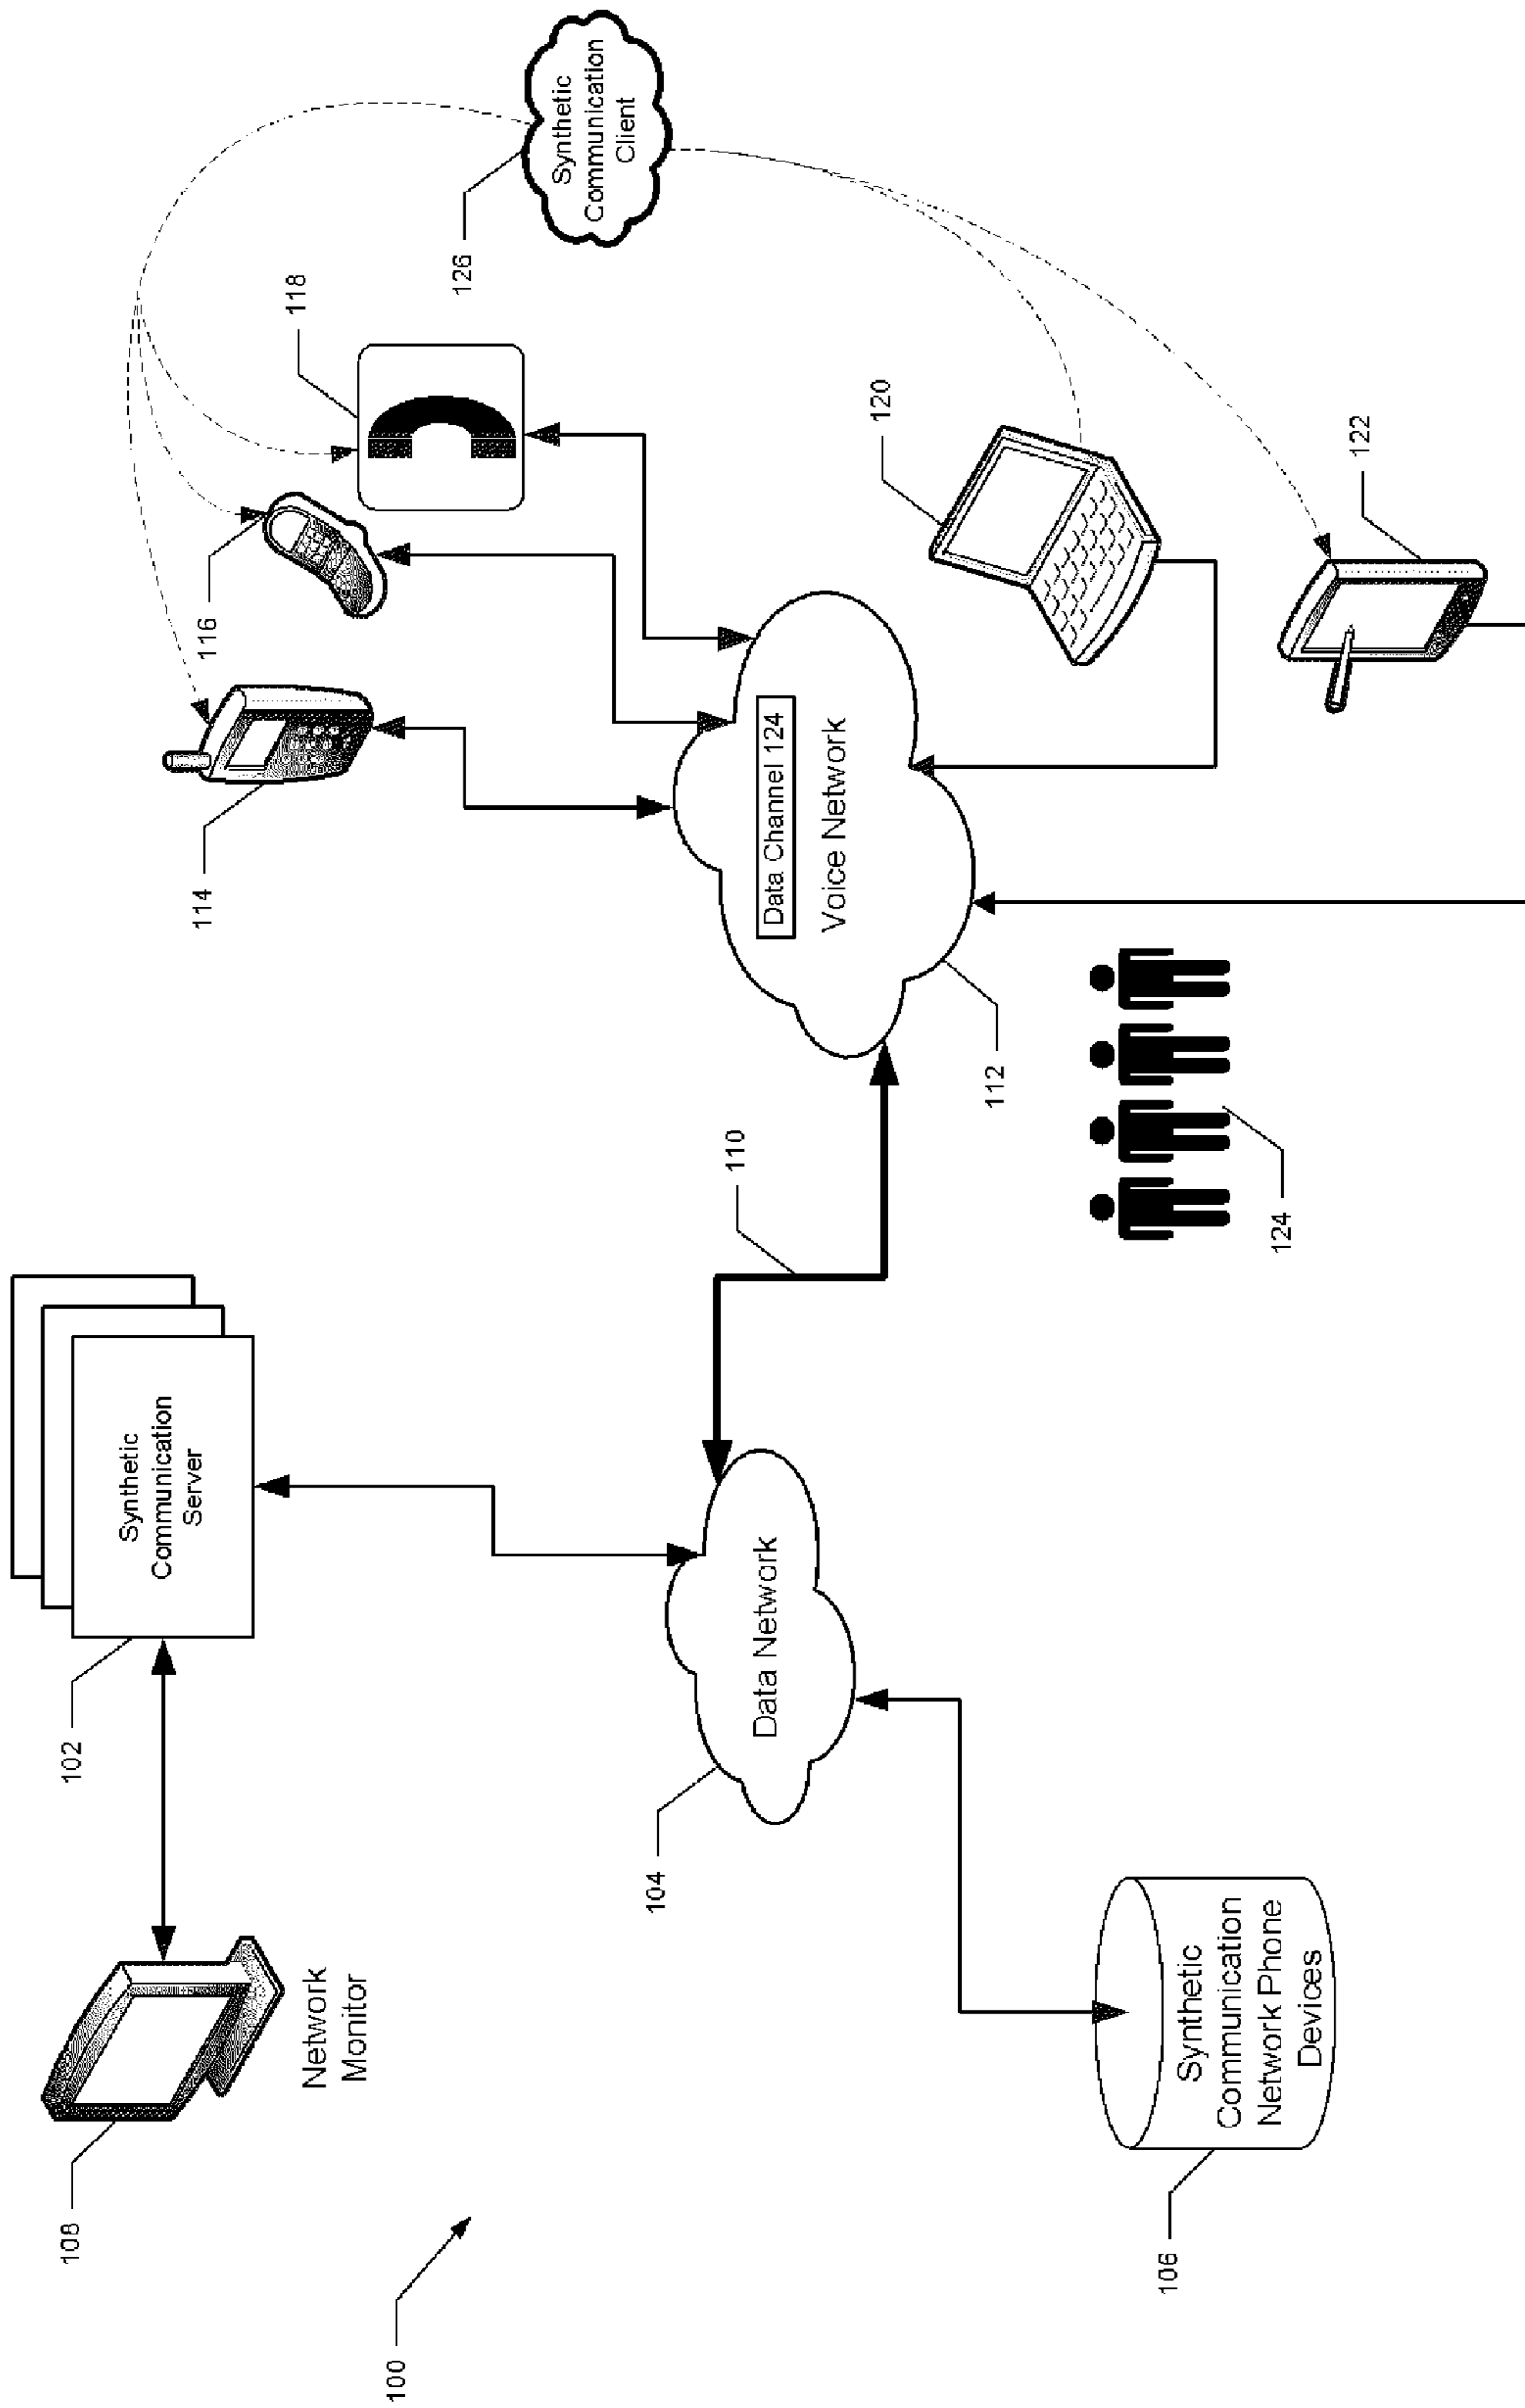 100
108
Network
Monitor
102
Synthetic
Communication
Server
104
Data Network
106
Synthetic
Communication
Network Phone
Devices
110
112
Data Channel 124
Voice Network
124
114
116
118
120
122
126
Synthetic
Communication
Client